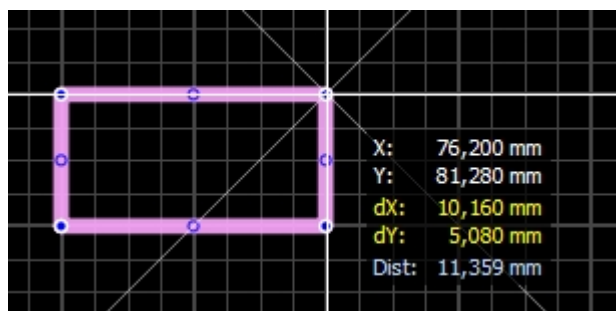 X: 76,200 mm
Y: 81,280 mm
dX: 10,160 mm
dY: 5,080 mm
Dist: 11,359 mm